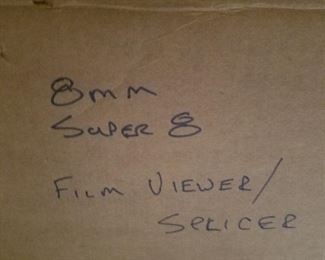 8mm
SUPER 8
FILM VIEWER/
SPLICER